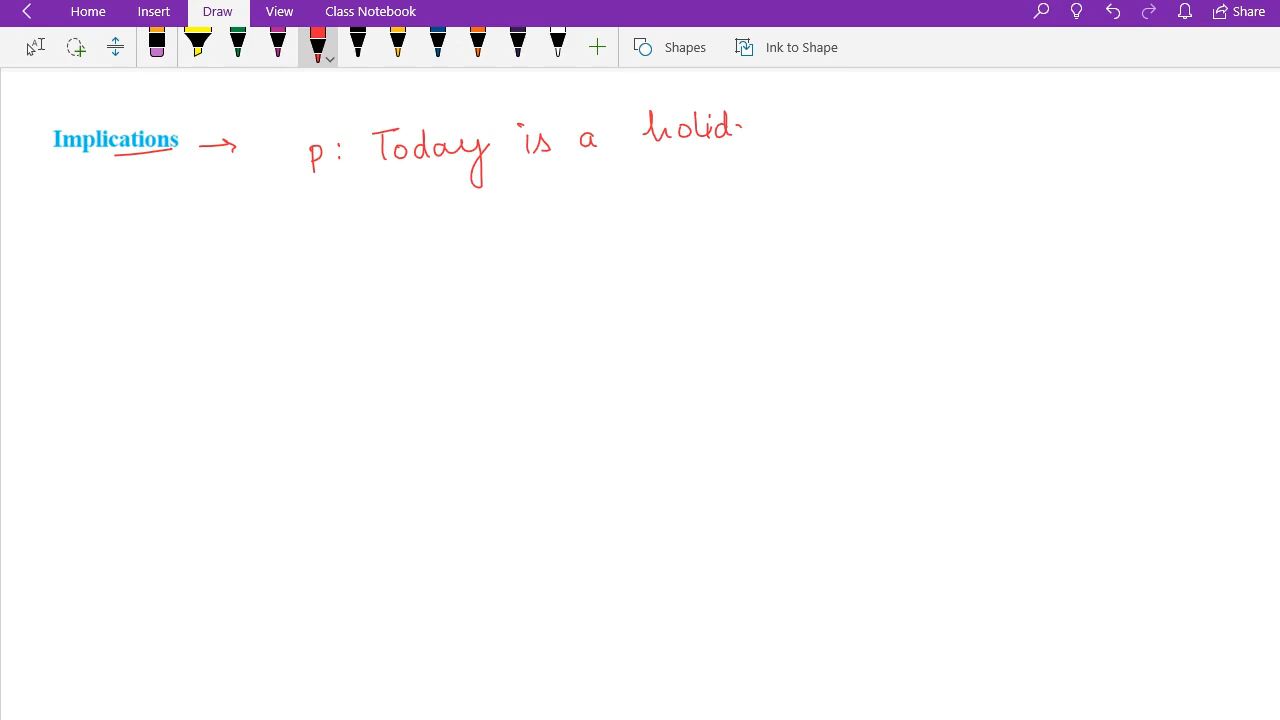 Home Insert Draw View Class Notebook Share
Shapes Ink to Shape
Implications → p: Today is a holid